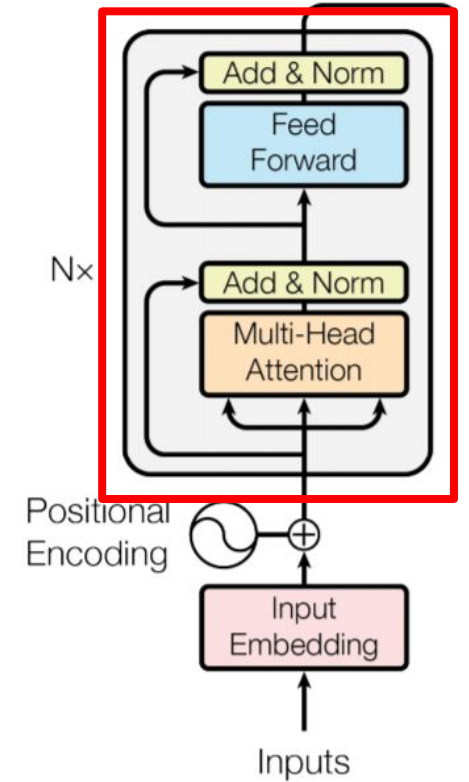 Add & Norm
Feed
Forward
Nx
Add & Norm
Multi-Head
Attention
Positional
Encoding
Input
Embedding
Inputs